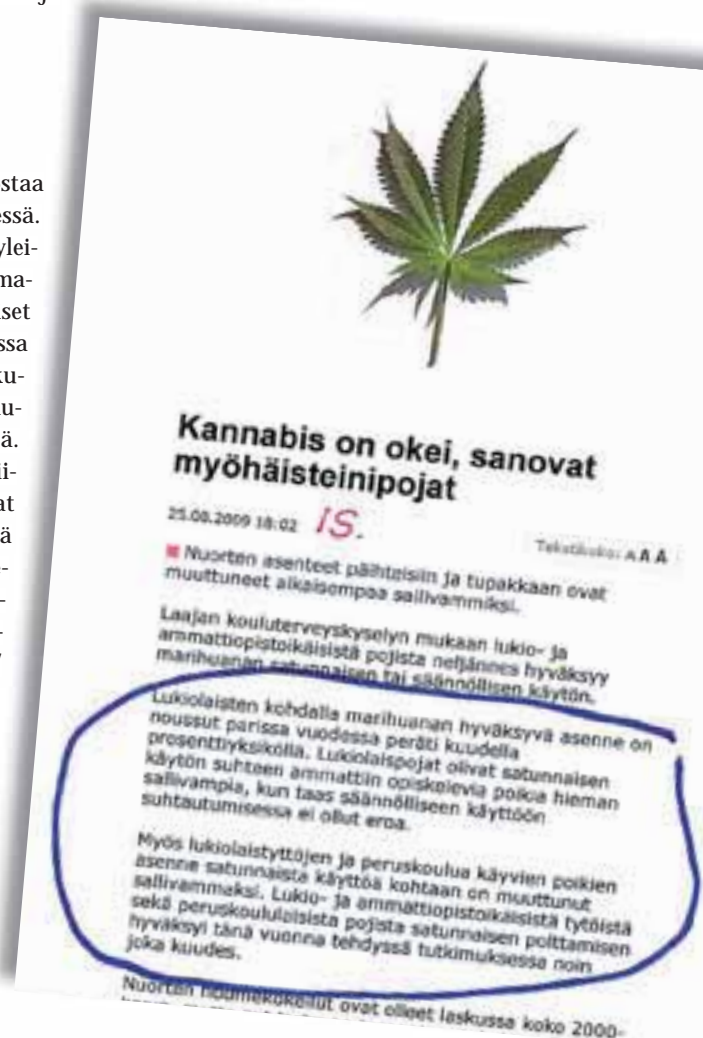 staa
essä.
ylei-
ma-
set
ssa
ku-
u-
ä.
ii-
at
ä
Kannabis on okei, sanovat
myöhäisteinipojat
25.08.2009 18:02 IS.
Tekstikoko: A A A
Nuorten asenteet päihteisiin ja tupakkaan ovat
muuttuneet aikaisempaa sallivammiksi.
Laajan kouluterveyskyselyn mukaan lukio- ja
ammattiopistoikäisistä pojista neljännes hyväksyy
marihuanan satunnaisen tai säännöllisen käytön.
Lukiolaisten kohdalla marihuanan hyväksyvä asenne on
noussut parissa vuodessa peräti kuudella
prosenttiyksiköllä. Lukiolaispojat olivat satunnaisen
käytön suhteen ammattiin opiskelevia poikia hieman
sallivampia, kun taas säännölliseen käyttöön
suhtautumisessa ei ollut eroa.
Myös lukiolaistyttöjen ja peruskoulua käyvien poikien
asenne satunnaista käyttöä kohtaan on muuttunut
sallivammaksi. Lukio- ja ammattiopistoikäisistä tytöistä
sekä peruskoululaisista pojista satunnaisen polttamisen
hyväksyi tänä vuonna tehdyssä tutkimuksessa noin
joka kuudes.
Nuorten huumekokeilut ovat olleet laskussa koko 2000-